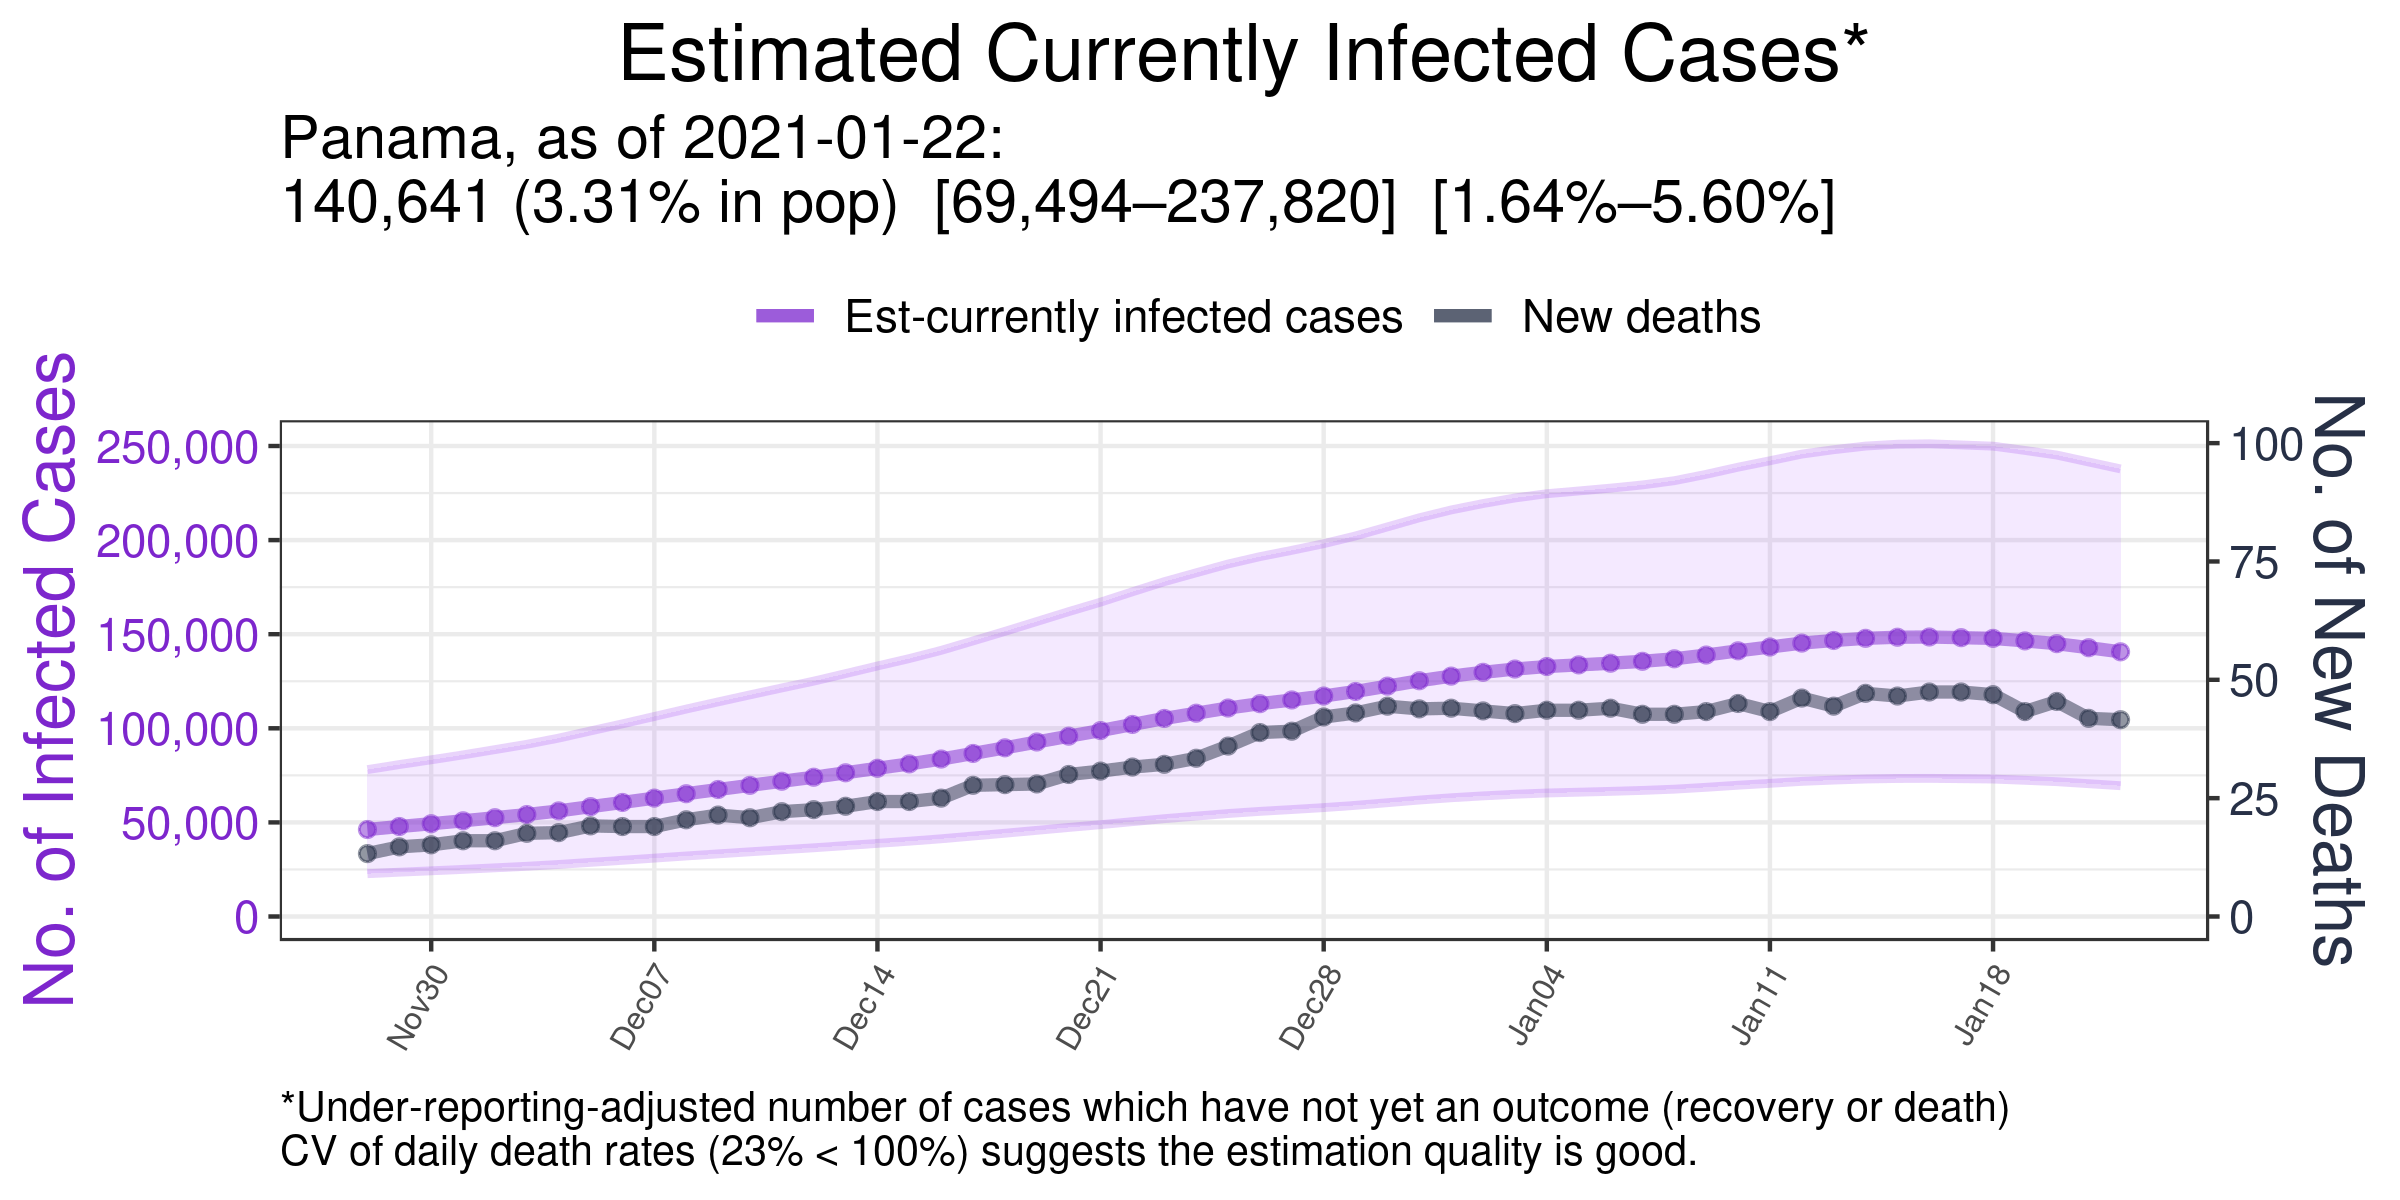 Estimated Currently Infected Cases*
Panama, as of 2021-01-22:
140,641 (3.31% in pop) [69,494–237,820] [1.64%–5.60%]
Est-currently infected cases New deaths
No. of Infected Cases
250,000
200,000
150,000
100,000
50,000
0
100
75
50
25
0
No. of New Deaths
Nov30 Dec07 Dec14 Dec21 Dec28 Jan04 Jan11 Jan18
*Under-reporting-adjusted number of cases which have not yet an outcome (recovery or death)
CV of daily death rates (23% < 100%) suggests the estimation quality is good.